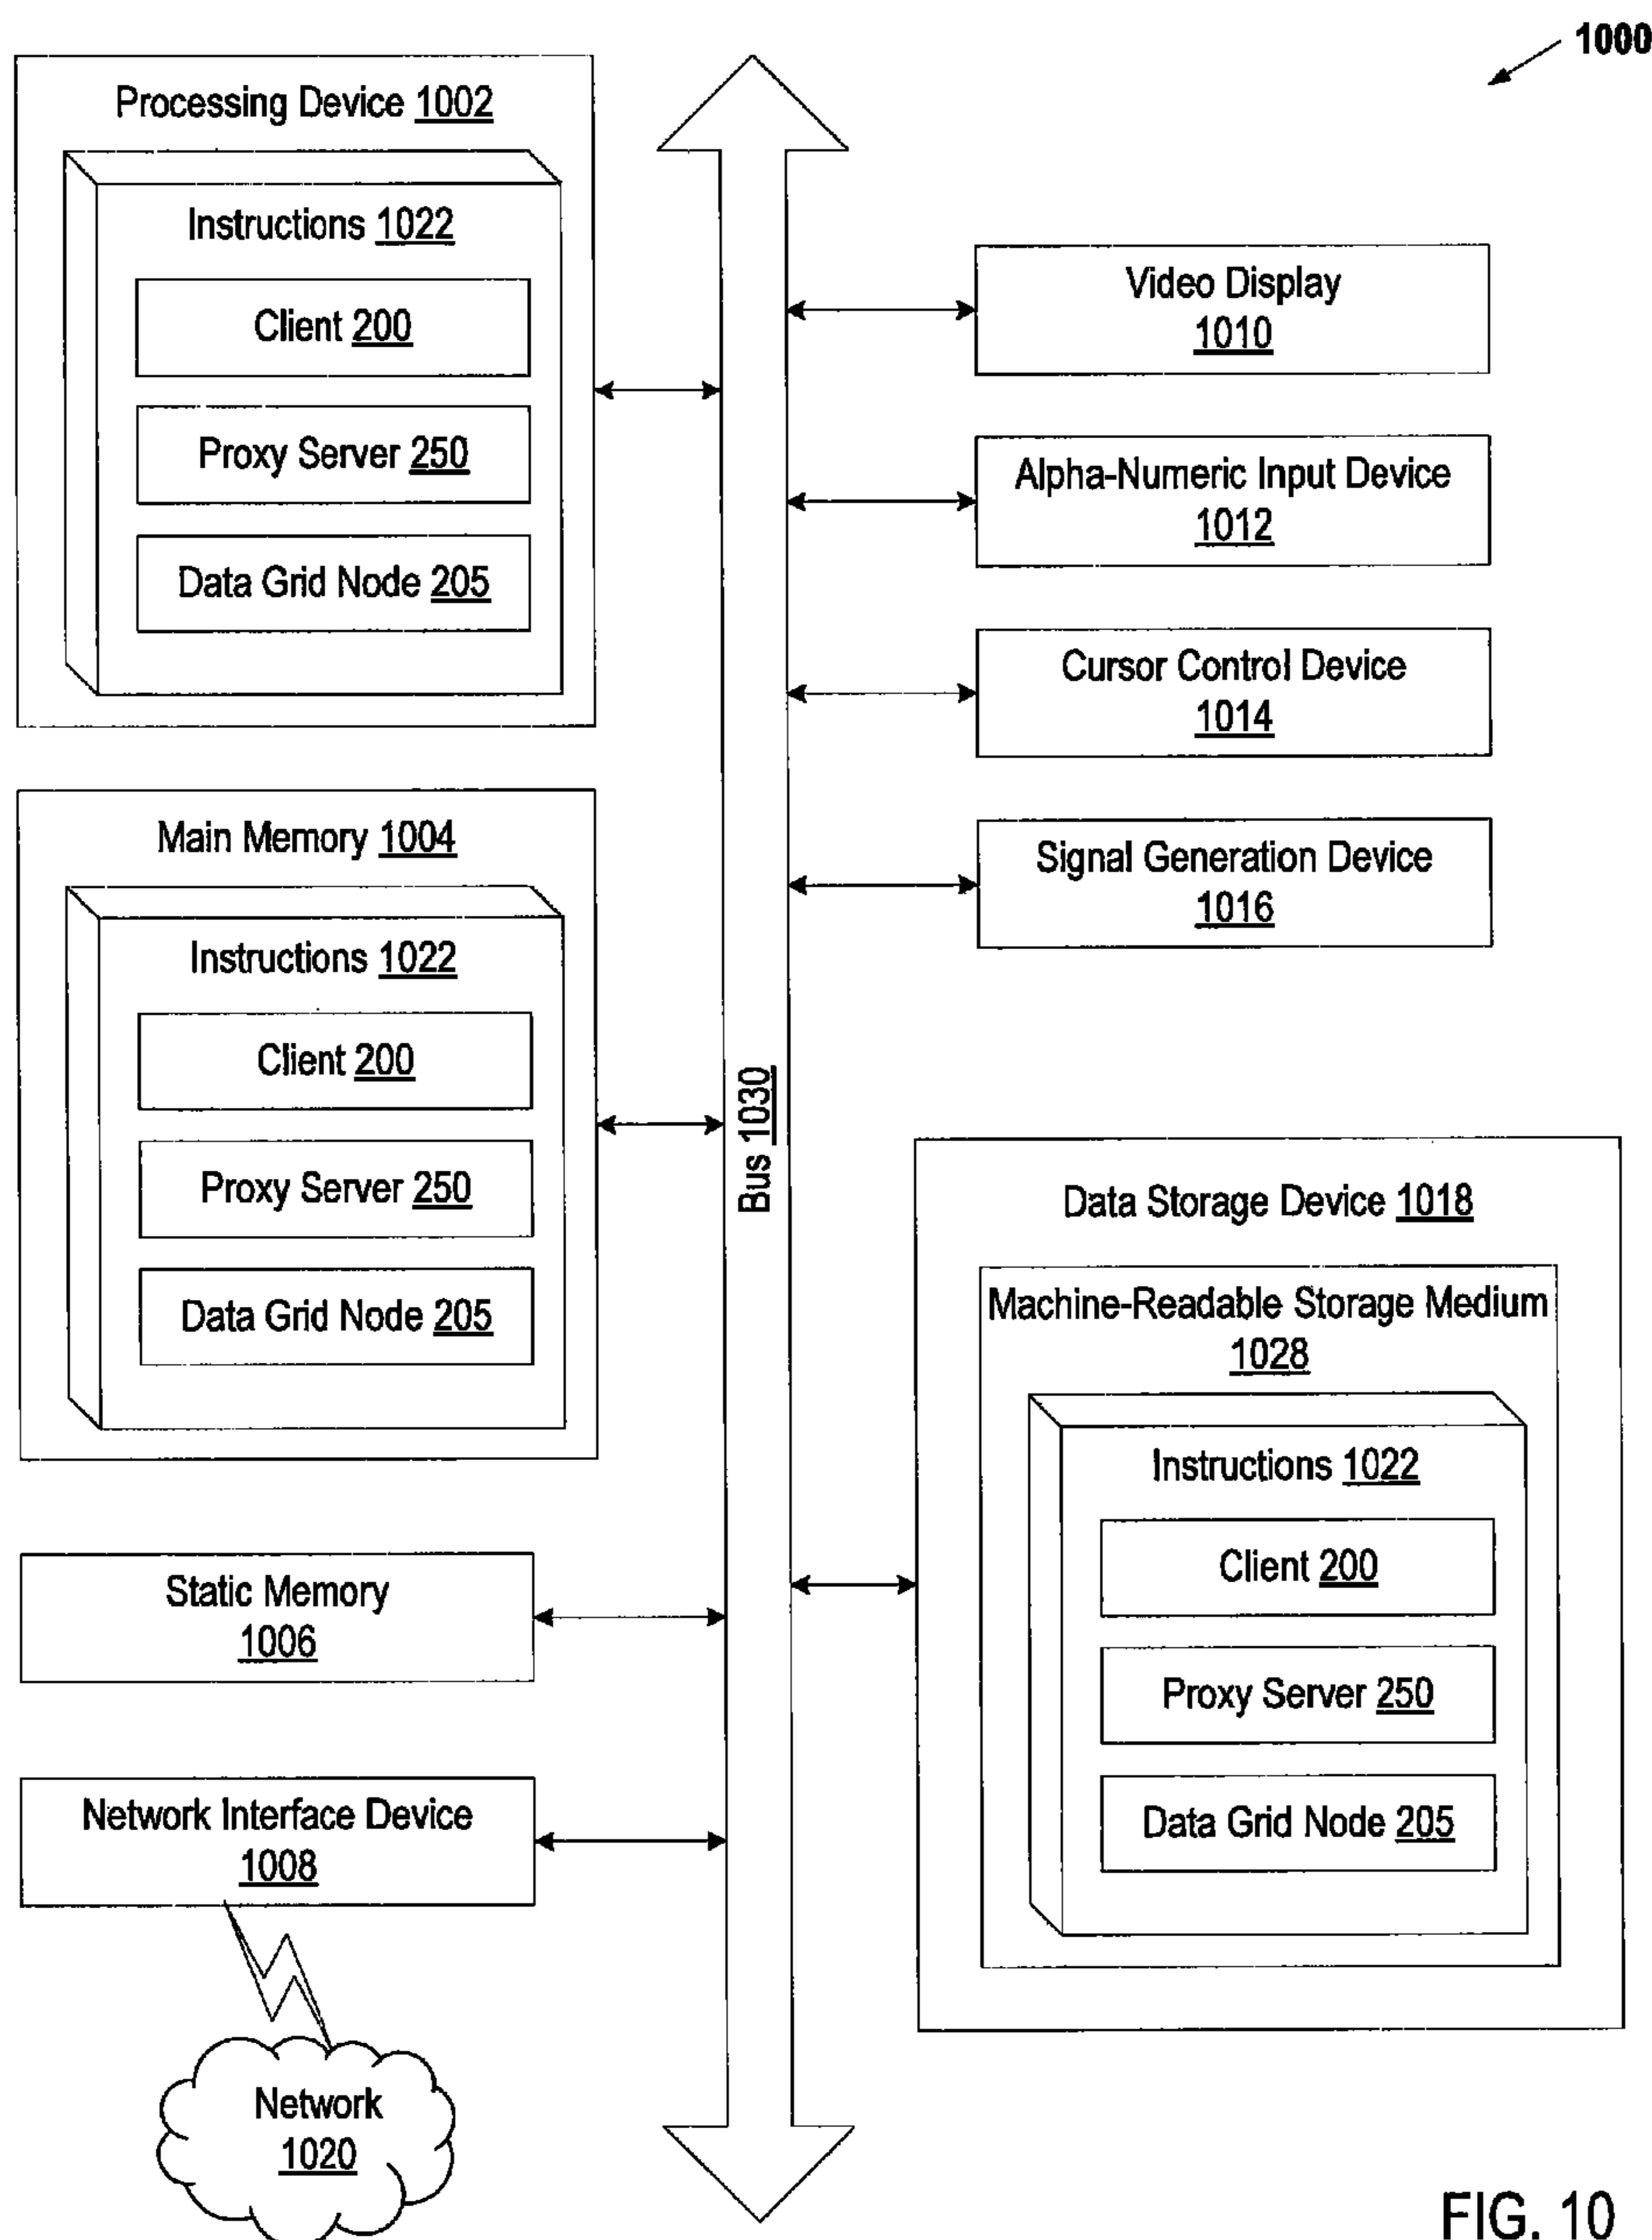 1000
Processing Device 1002
Instructions 1022
Client 200
Proxy Server 250
Data Grid Node 205
Main Memory 1004
Instructions 1022
Client 200
Proxy Server 250
Data Grid Node 205
Static Memory
1006
Network Interface Device
1008
Network
1020
Bus 1030
Video Display
1010
Alpha-Numeric Input Device
1012
Cursor Control Device
1014
Signal Generation Device
1016
Data Storage Device 1018
Machine-Readable Storage Medium
1028
Instructions 1022
Client 200
Proxy Server 250
Data Grid Node 205
FIG. 10